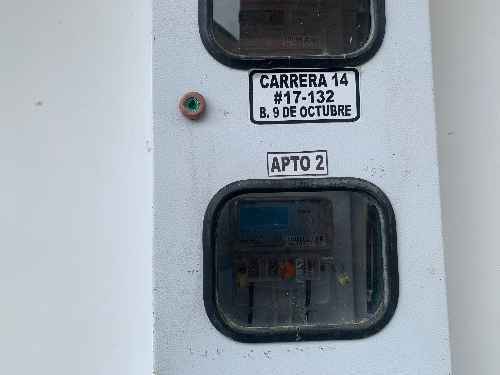 CARRERA 14
#17-132
B. 9 DE OCTUBRE
APTO 2